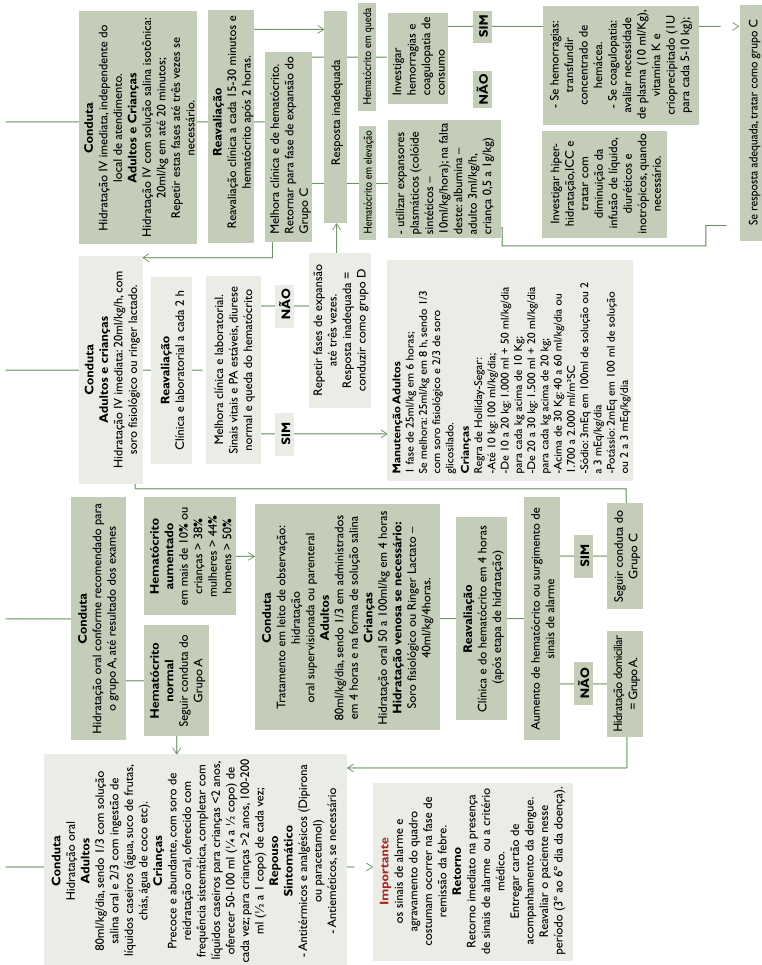 Conduta
Hidratação oral
Adultos
80ml/kg/dia, sendo 1/3 com solução
salina oral e 2/3 com ingestão de
líquidos caseiros (água, suco de frutas,
chás, água de coco etc).
Crianças
Precoce e abundante, com soro de
reidratação oral, oferecido com
frequência sistemática, completar com
líquidos caseiros para crianças <2 anos,
oferecer 50-100 ml (¼ a ½ copo) de
cada vez; para crianças >2 anos, 100-200
ml (½ a 1 copo) de cada vez;
Repouso
Sintomático
- Antitérmicos e analgésicos (Dipirona
ou paracetamol)
- Antieméticos, se necessário
Importante
os sinais de alarme e
agravamento do quadro
costumam ocorrer na fase de
remissão da febre.
Retorno
Retorno imediato na presença
de sinais de alarme ou a critério
médico.
Entregar cartão de
acompanhamento da dengue.
Reavaliar o paciente nesse
período (3º ao 6º dia da doença).
Conduta
Hidratação oral conforme recomendado para
o grupo A, até resultado dos exames
Hematócrito
normal
Seguir conduta do
Grupo A
Hematócrito
aumentado
em mais de 10% ou
crianças > 38%
mulheres > 44%
homens > 50%
Conduta
Tratamento em leito de observação:
hidratação
oral supervisionada ou parenteral
Adultos
80ml/kg/dia, sendo 1/3 em administrados
em 4 horas e na forma de solução salina
Crianças
Hidratação oral 50 a 100ml/kg em 4 horas
Hidratação venosa se necessário:
Soro fisiológico ou Ringer Lactato –
40ml/kg/4horas.
Reavaliação
Clínica e do hematócrito em 4 horas
(após etapa de hidratação)
Aumento de hematócrito ou surgimento de
sinais de alarme
NÃO
SIM
Hidratação domiciliar
= Grupo A.
Seguir conduta do
Grupo C
Conduta
Adultos e crianças
Hidratação IV imediata: 20ml/kg/h, com
soro fisiológico ou ringer lactado.
Reavaliação
Clínica e laboratorial a cada 2 h
Melhora clínica e laboratorial.
Sinais vitais e PA estáveis, diurese
normal e queda do hematócrito
SIM
NÃO
Repetir fases de expansão
até três vezes.
Resposta inadequada =
conduzir como grupo D
Manutenção Adultos
1 fase de 25ml/kg em 6 horas;
Se melhora: 25ml/kg em 8 h, sendo 1/3
com soro fisiológico e 2/3 de soro
glicosilado.
Crianças
Regra de Holliday-Segar:
-Até 10 kg: 100 ml/kg/dia;
-De 10 a 20 kg: 1.000 ml + 50 ml/kg/dia
para cada kg acima de 10 Kg;
-De 20 a 30 kg: 1.500 ml + 20 ml/kg/dia
para cada kg acima de 20 kg;
-Acima de 30 Kg: 40 a 60 ml/kg/dia ou
1.700 a 2.000 ml/m²SC
-Sódio: 3mEq em 100ml de solução ou 2
a 3 mEq/kg/dia
-Potássio: 2mEq em 100 ml de solução
ou 2 a 3 mEq/kg/dia
Conduta
Hidratação IV imediata, independente do
local de atendimento.
Adultos e Crianças
Hidratação IV com solução salina isotônica:
20ml/kg em até 20 minutos;
Repetir estas fases até três vezes se
necessário.
Reavaliação
Reavaliação clínica a cada 15-30 minutos e
hematócrito após 2 horas.
Melhora clínica e de hematócrito.
Retornar para fase de expansão do
Grupo C
Resposta inadequada
Hematócrito em elevação
Hematócrito em queda
- utilizar expansores
plasmáticos (colóide
sintéticos –
10ml/kg/hora); na falta
deste: albumina –
adulto 3ml/kg/h,
criança 0,5 a 1g/kg)
Investigar
hemorragias e
coagulopatia de
consumo
NÃO
SIM
Investigar hiper-
hidratação,ICC e
tratar com
diminuição da
infusão de líquido,
diuréticos e
inotrópicos, quando
necessário.
- Se hemorragias:
transfundir
concentrado de
hemácea.
- Se coagulopatia:
avaliar necessidade
de plasma (10 ml/Kg),
vitamina K e
crioprecipitado (1U
para cada 5-10 kg);
Se resposta adequada, tratar como grupo C